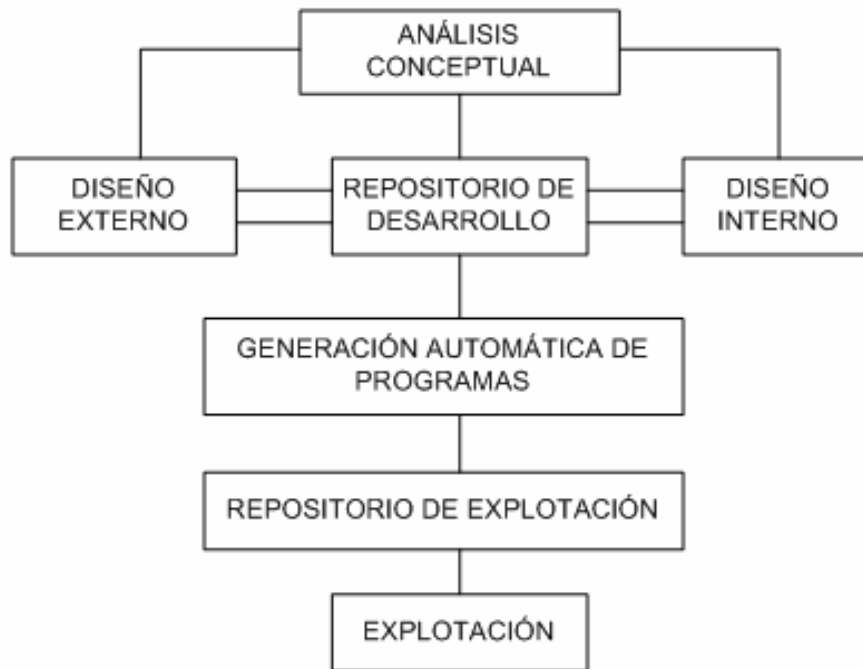 ANÁLISIS
CONCEPTUAL
DISEÑO
EXTERNO
REPOSITORIO DE
DESARROLLO
DISEÑO
INTERNO
GENERACIÓN AUTOMÁTICA DE
PROGRAMAS
REPOSITORIO DE EXPLOTACIÓN
EXPLOTACIÓN